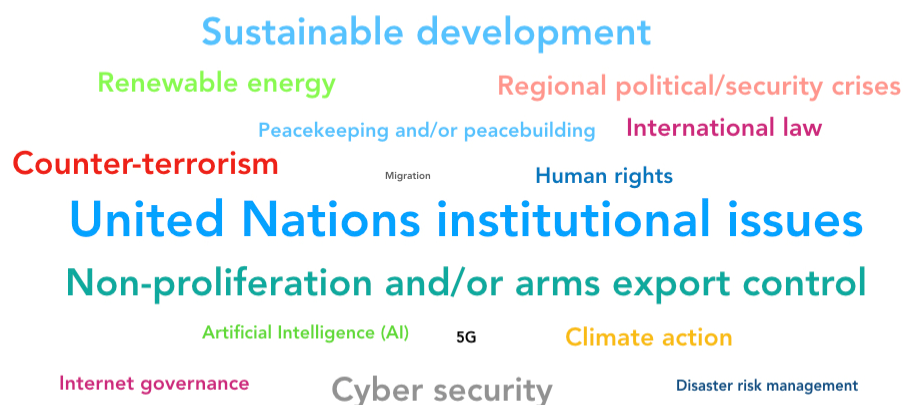 Sustainable development
Renewable energy
Regional political/security crises
Peacekeeping and/or peacebuilding
International law
Counter-terrorism
Migration
Human rights
United Nations institutional issues
Non-proliferation and/or arms export control
Artificial Intelligence (AI)
5G
Climate action
Internet governance
Cyber security
Disaster risk management